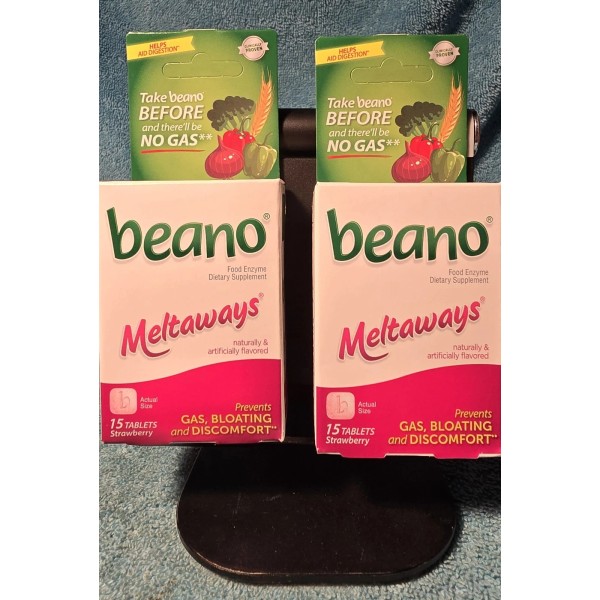 HELPS
AID DIGESTION*
Take beano
BEFORE
and there'll be
NO GAS**
beano®
Food Enzyme
Dietary Supplement
Meltaways®
naturally &
artificially flavored
b
Actual
Size
15 TABLETS
Strawberry
Prevents
GAS, BLOATING
and DISCOMFORT**
HELPS
AID DIGESTION*
PROVEN
Take beano
BEFORE
and there'll be
NO GAS**
beano®
Food Enzyme
Dietary Supplement
Meltaways®
naturally &
artificially flavored
b
Actual
Size
15 TABLETS
Strawberry
Prevents
GAS, BLOATING
and DISCOMFORT**